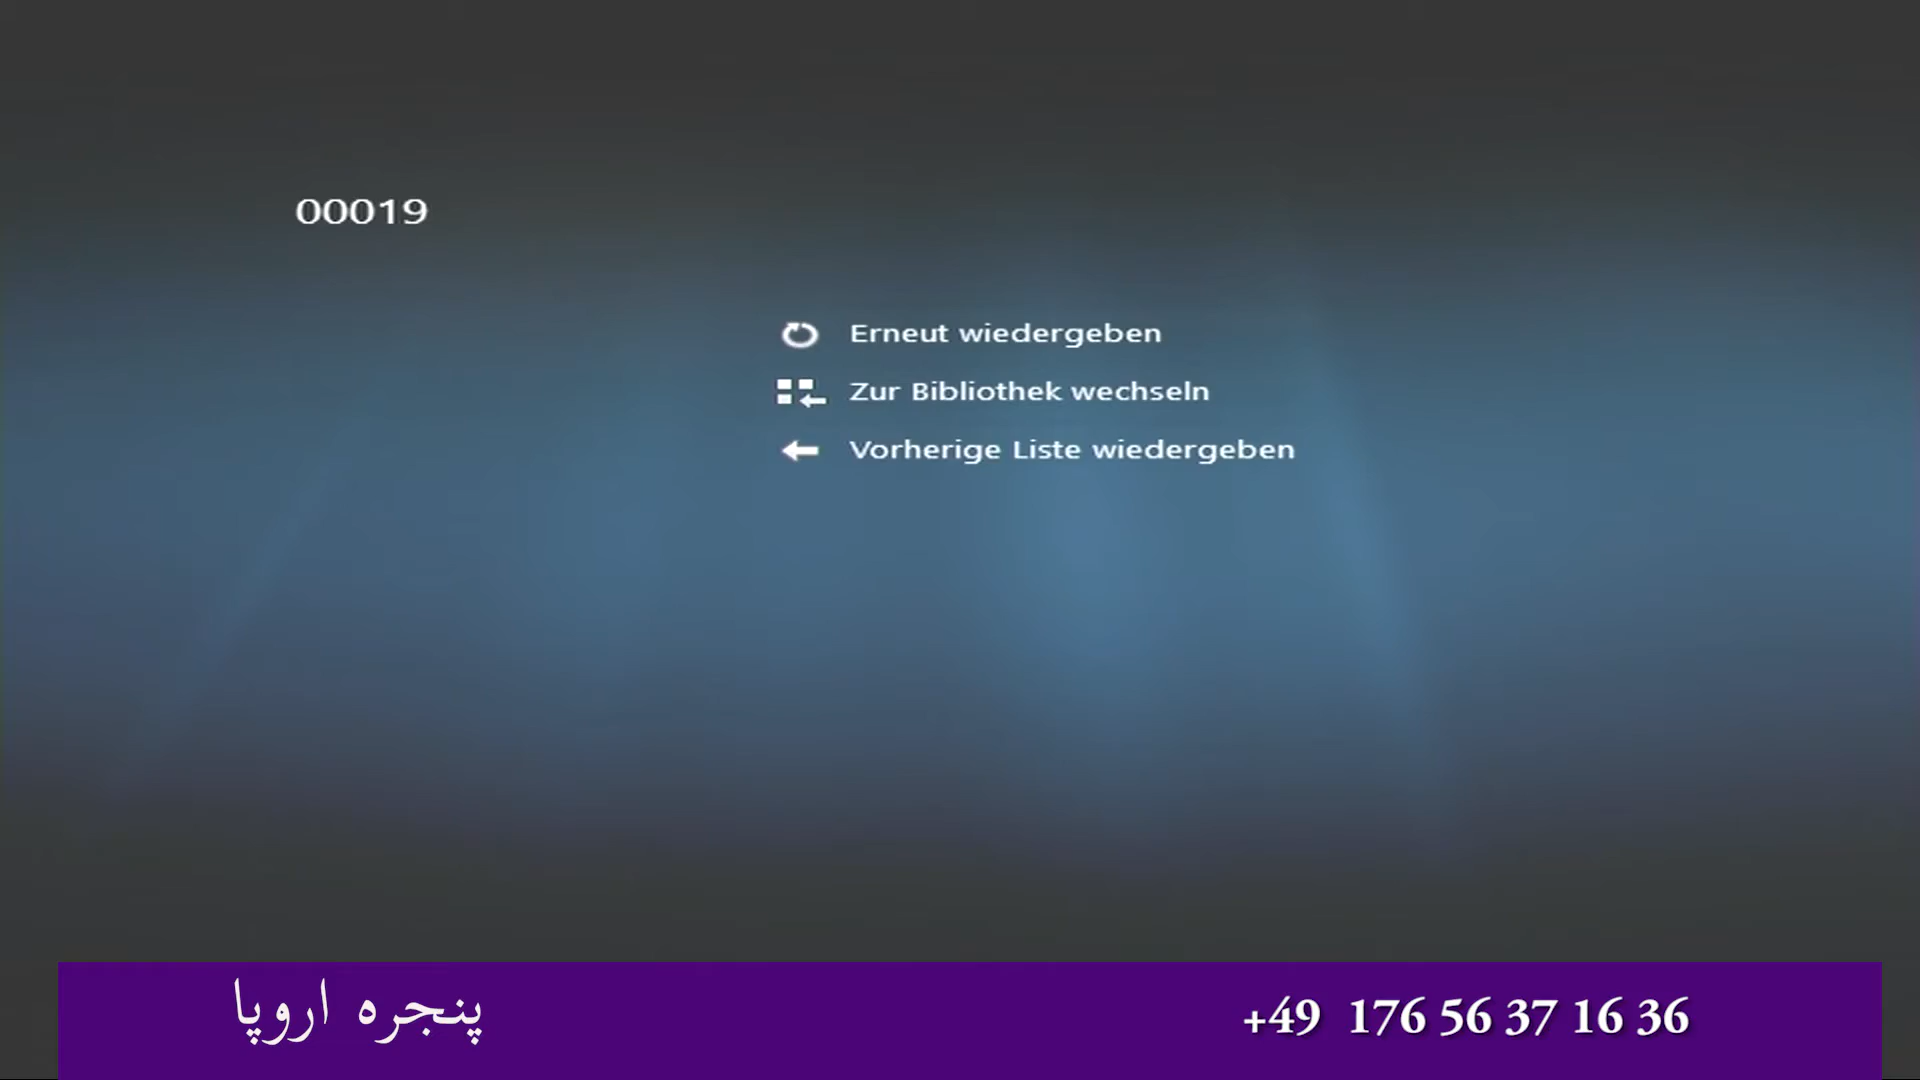 00019
Erneut wiedergeben
Zur Bibliothek wechseln
Vorherige Liste wiedergeben
پنجره اروپا
+49 176 56 37 16 36